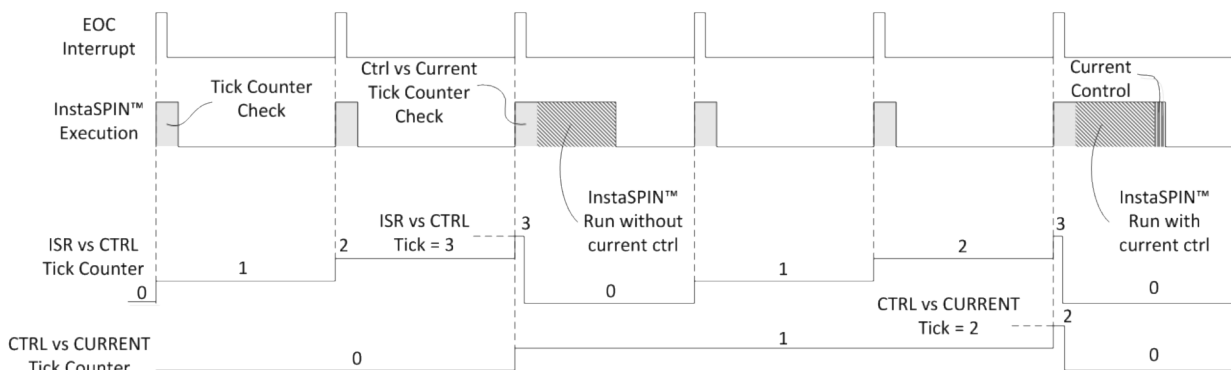 EOC
Interrupt
Tick Counter
Check
Ctrl vs Current
Tick Counter
Check
Current
Control
InstaSPIN™
Execution
InstaSPIN™
Run without
current ctrl
InstaSPIN™
Run with
current ctrl
ISR vs CTRL
Tick = 3
3
3
2
2
ISR vs CTRL
Tick Counter
1
1
0
0
0
CTRL vs CURRENT
Tick = 2
2
1
CTRL vs CURRENT
Tick Counter
0
0